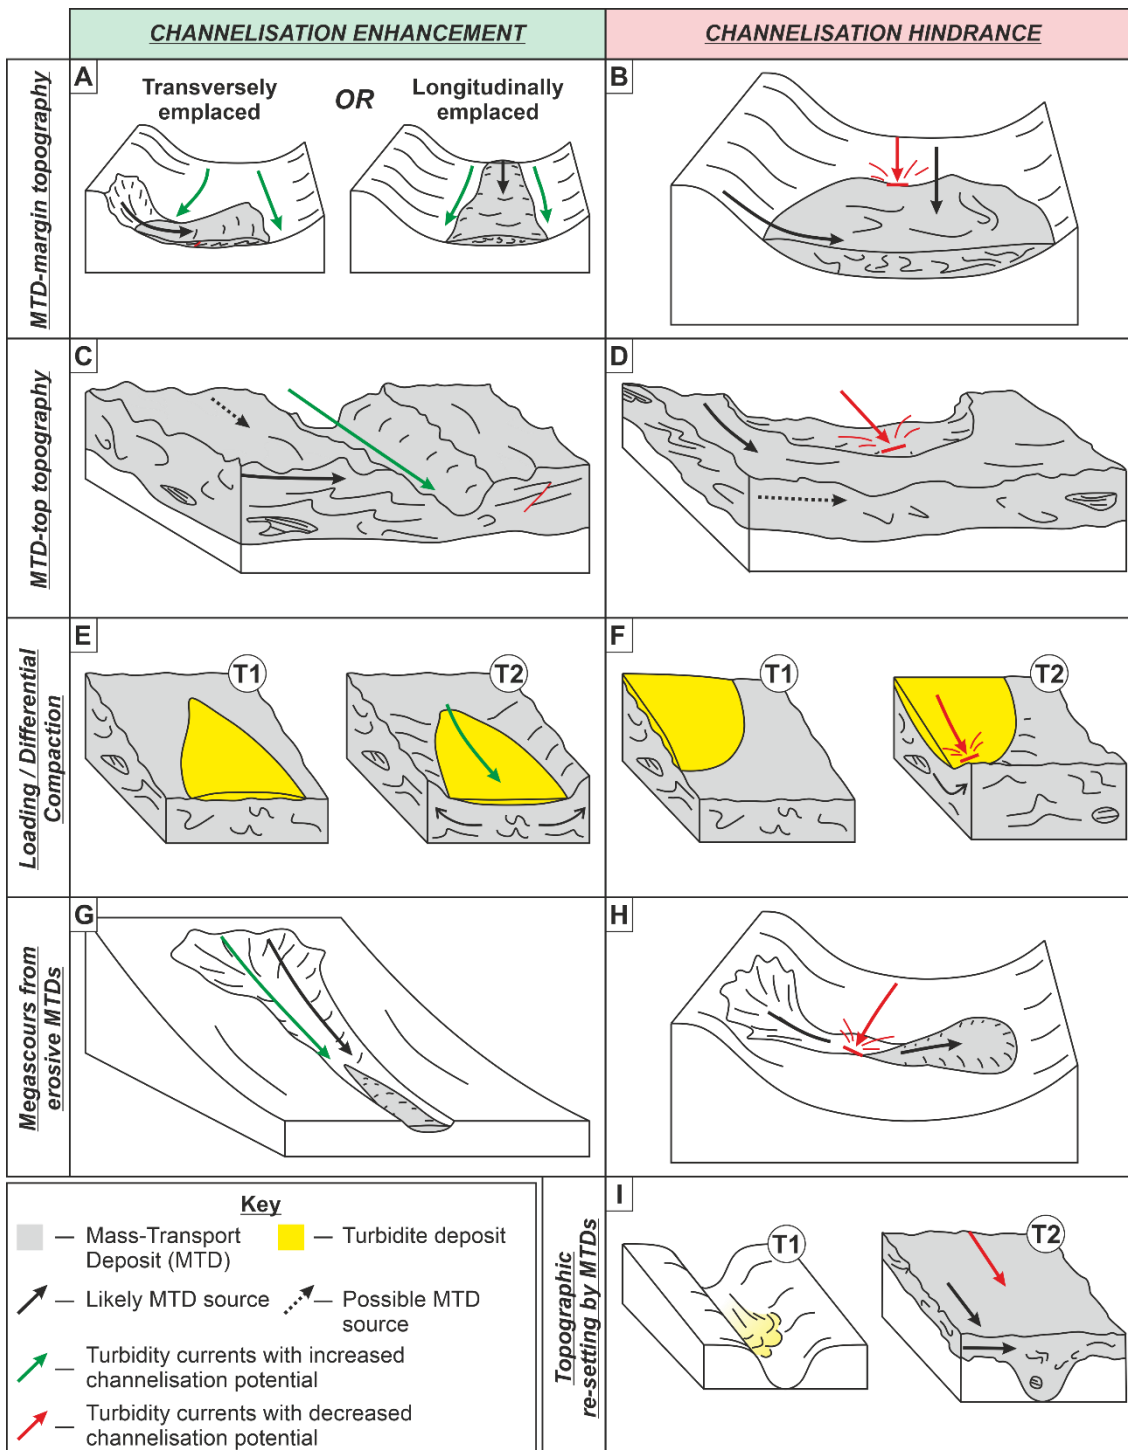 CHANNELISATION ENHANCEMENT
CHANNELISATION HINDRANCE
MTD-margin topography
A
Transversely
emplaced
OR
Longitudinally
emplaced
B
MTD-top topography
C
D
Loading / Differential
Compaction
E
T1
T2
F
T1
T2
Megascours from
erosive MTDs
G
H
Key
— Mass-Transport
Deposit (MTD)
— Turbidite deposit
— Likely MTD source
— Possible MTD
source
— Turbidity currents with increased
channelisation potential
— Turbidity currents with decreased
channelisation potential
Topographic
re-setting by MTDs
I
T1
T2